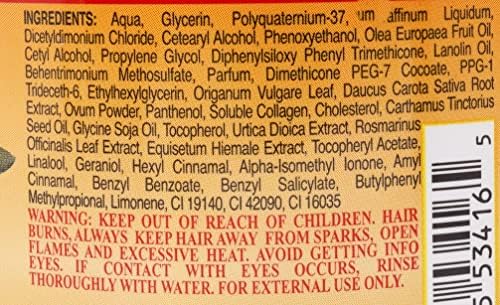 INGREDIENTS: Aqua, Glycerin, Polyquaternium-37, um affinum Liquidum,
Dicetyldimonium Chloride, Cetearyl Alcohol, Phenoxyethanol, Olea Europaea Fruit Oil,
Cetyl Alcohol, Propylene Glycol, Diphenylsiloxy Phenyl Trimethicone, Lanolin Oil,
Behentrimonium Methosulfate, Parfum, Dimethicone PEG-7 Cocoate, PPG-1
Trideceth-6, Ethylhexylglycerin, Origanum Vulgare Leaf, Daucus Carota Sativa Root
Extract, Ovum Powder, Panthenol, Soluble Collagen, Cholesterol, Carthamus Tinctorius
Seed Oil, Glycine Soja Oil, Tocopherol, Urtica Dioica Extract, Rosmarinus
Officinalis Leaf Extract, Equisetum Hiemale Extract, Tocopheryl Acetate,
Linalool, Geraniol, Hexyl Cinnamal, Alpha-Isomethyl Ionone, Amyl
Cinnamal, Benzyl Benzoate, Benzyl Salicylate, Butylphenyl
Methylpropional, Limonene, CI 19140, CI 42090, CI 16035
WARNING: KEEP OUT OF REACH OF CHILDREN. HAIR
BURNS, ALWAYS KEEP HAIR AWAY FROM SPARKS, OPEN
FLAMES AND EXCESSIVE HEAT. AVOID GETTING INFO
EYES. IF CONTACT WITH EYES OCCURS, RINSE
THOROUGHLY WITH WATER. FOR EXTERNAL USE ONLY.
5 53416 5